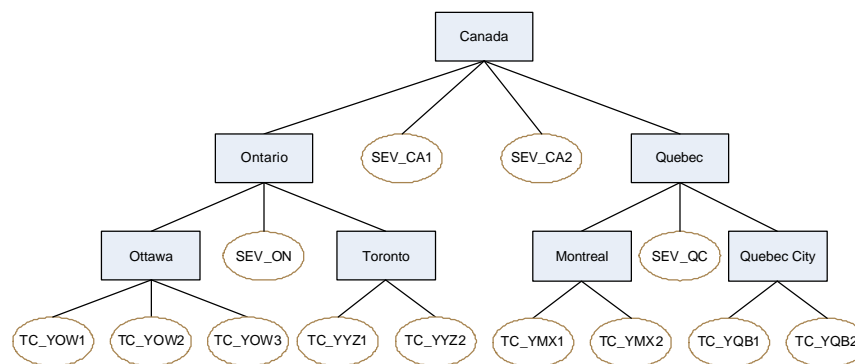 Canada
Ontario
SEV_CA1
SEV_CA2
Quebec
Ottawa
SEV_ON
Toronto
Montreal
SEV_QC
Quebec City
TC_YOW1
TC_YOW2
TC_YOW3
TC_YYZ1
TC_YYZ2
TC_YMX1
TC_YMX2
TC_YQB1
TC_YQB2